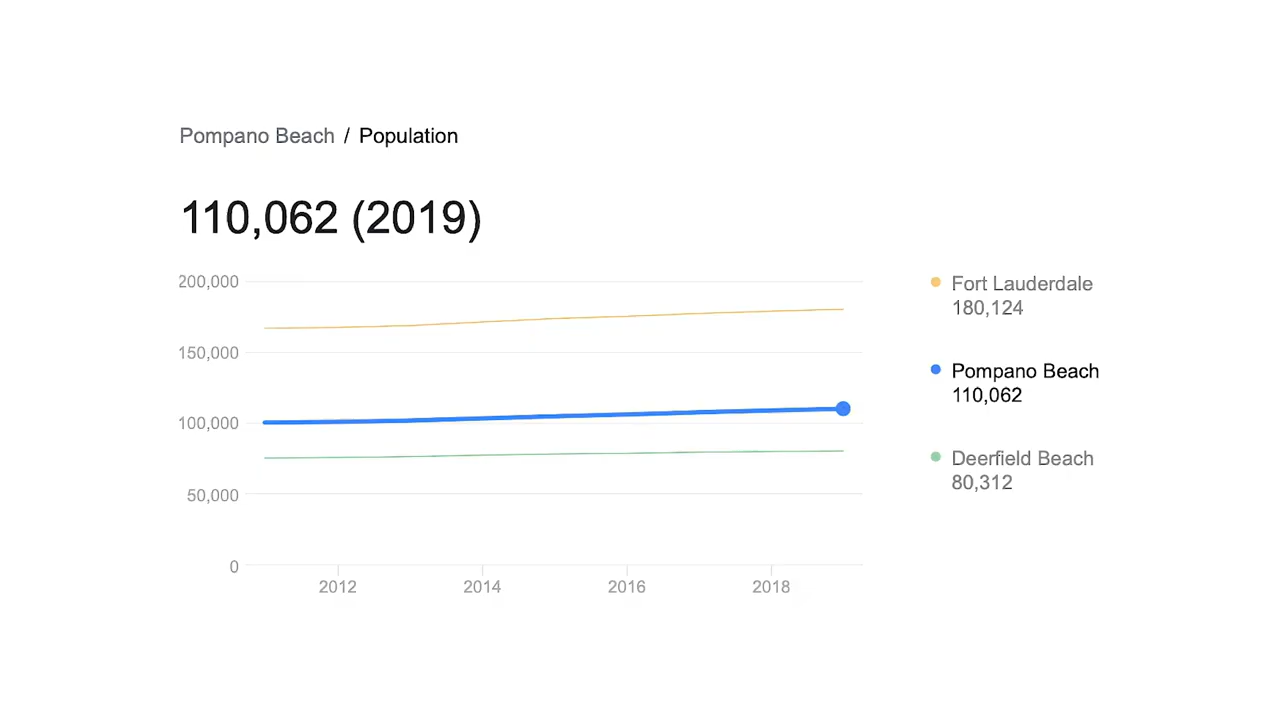 Pompano Beach / Population
110,062 (2019)
200,000
150,000
100,000
50,000
0
2012 2014 2016 2018
Fort Lauderdale
180,124
Pompano Beach
110,062
Deerfield Beach
80,312